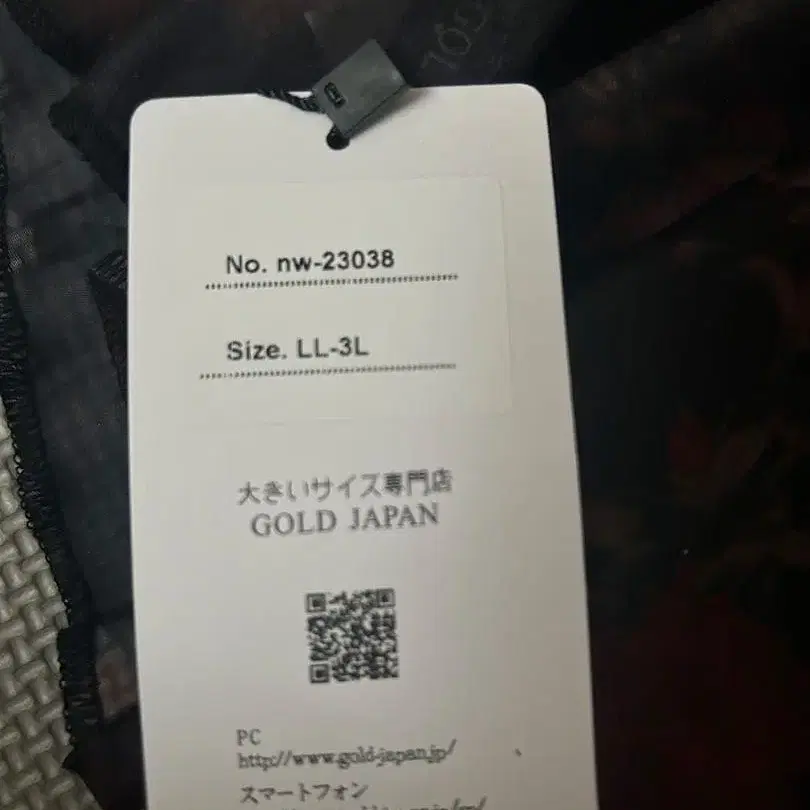 No. nw-23038
Size. LL-3L
大きいサイズ専門店
GOLD JAPAN
PC
http://www.gold-japan.jp/
スマートフォン